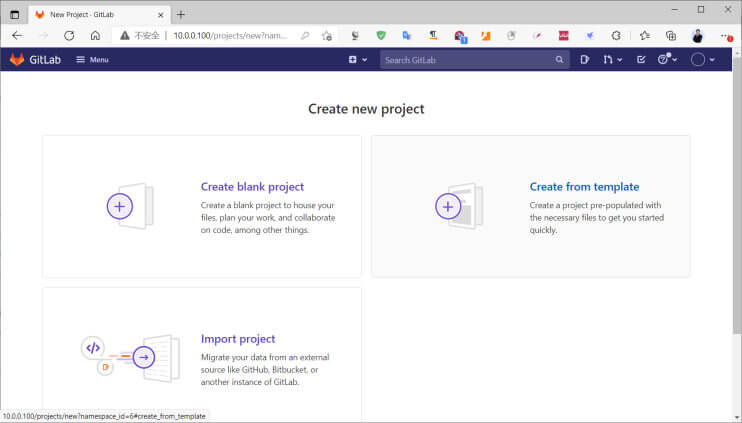 New Project · GitLab
不安全
10.0.0.100/projects/new?nam...
1
GitLab
Menu
Search GitLab
Create new project
Create blank project
Create a blank project to house your
files, plan your work, and collaborate
on code, among other things.
Create from template
Create a project pre-populated with
the necessary files to get you started
quickly.
Import project
Migrate your data from an external
source like GitHub, Bitbucket, or
another instance of GitLab.
10.0.0.100/projects/new?namespace_id=6#create_from_template